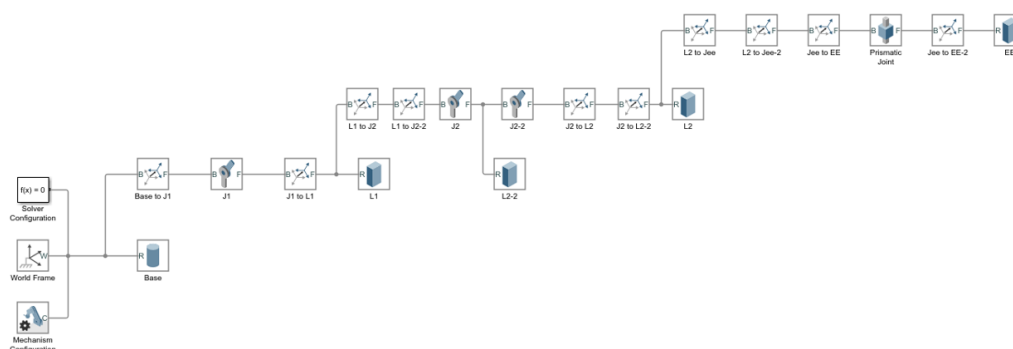 B F L2 to Jee
B F L2 to Jee-2
B F Jee to EE
B F Prismatic
Joint
B F Jee to EE-2
R EE
B F L1 to J2
B F L1 to J2-2
B F J2
B F J2-2
B F J2 to L2
B F J2 to L2-2
R L2
B F Base to J1
B F J1
B F J1 to L1
R L1
R L2-2
f(x) = 0
Solver
Configuration
W World Frame
R Base
C Mechanism
Configuration